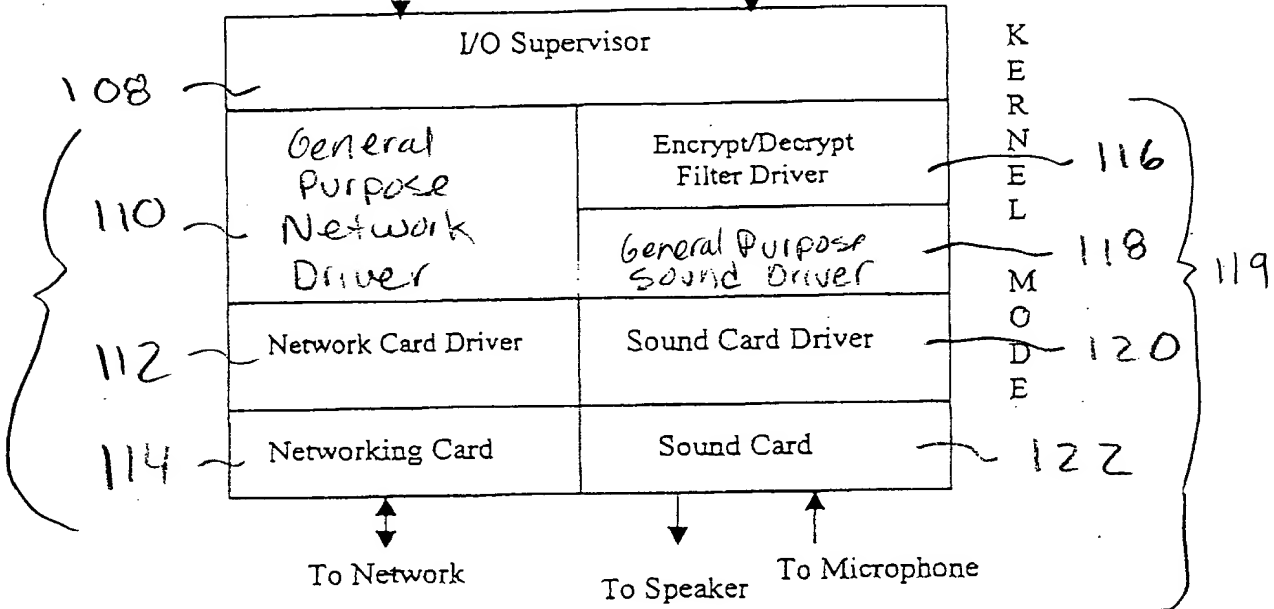 I/O Supervisor
108
General
Purpose
Network
Driver
110
Encrypt/Decrypt
Filter Driver
116
General Purpose
Sound Driver
118
119
Network Card Driver
112
Sound Card Driver
120
Networking Card
114
Sound Card
122
K
E
R
N
E
L
M
O
D
E
To Network
To Speaker
To Microphone